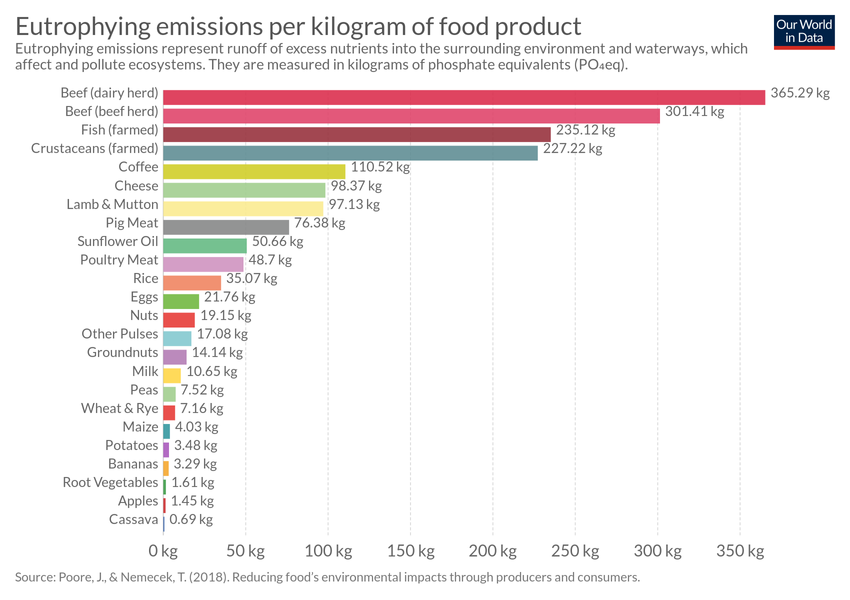 Eutrophying emissions per kilogram of food product
Our World
in Data
Eutrophying emissions represent runoff of excess nutrients into the surrounding environment and waterways, which
affect and pollute ecosystems. They are measured in kilograms of phosphate equivalents (PO₄eq).
Beef (dairy herd) 365.29 kg
Beef (beef herd) 301.41 kg
Fish (farmed) 235.12 kg
Crustaceans (farmed) 227.22 kg
Coffee 110.52 kg
Cheese 98.37 kg
Lamb & Mutton 97.13 kg
Pig Meat 76.38 kg
Sunflower Oil 50.66 kg
Poultry Meat 48.7 kg
Rice 35.07 kg
Eggs 21.76 kg
Nuts 19.15 kg
Other Pulses 17.08 kg
Groundnuts 14.14 kg
Milk 10.65 kg
Peas 7.52 kg
Wheat & Rye 7.16 kg
Maize 4.03 kg
Potatoes 3.48 kg
Bananas 3.29 kg
Root Vegetables 1.61 kg
Apples 1.45 kg
Cassava 0.69 kg
0 kg 50 kg 100 kg 150 kg 200 kg 250 kg 300 kg 350 kg
Source: Poore, J., & Nemecek, T. (2018). Reducing food's environmental impacts through producers and consumers.